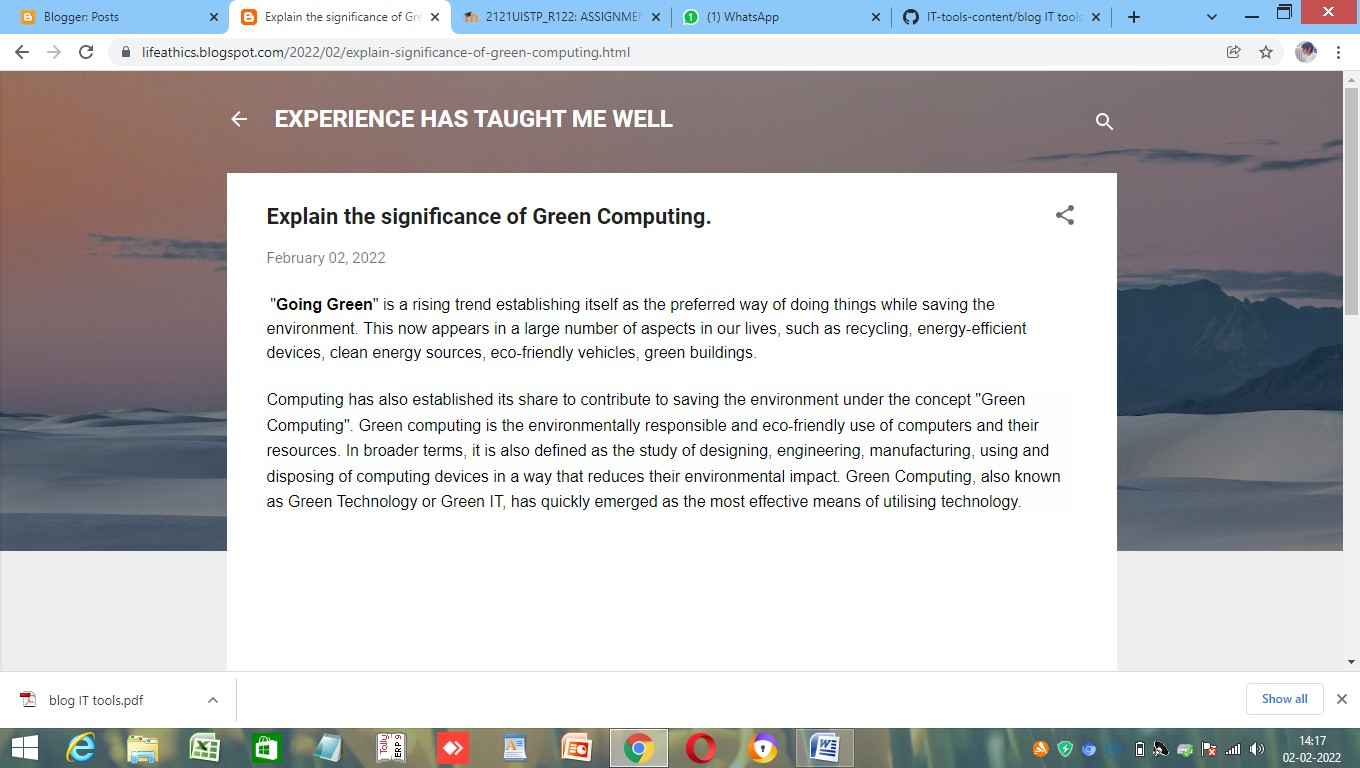 Blogger: Posts
Explain the significance of Gre
2121UISTP_R122: ASSIGNME
(1) WhatsApp
IT-tools-content/blog IT tools
lifeathics.blogspot.com/2022/02/explain-significance-of-green-computing.html
EXPERIENCE HAS TAUGHT ME WELL
Explain the significance of Green Computing.
February 02, 2022
"Going Green" is a rising trend establishing itself as the preferred way of doing things while saving the
environment. This now appears in a large number of aspects in our lives, such as recycling, energy-efficient
devices, clean energy sources, eco-friendly vehicles, green buildings.
Computing has also established its share to contribute to saving the environment under the concept "Green
Computing". Green computing is the environmentally responsible and eco-friendly use of computers and their
resources. In broader terms, it is also defined as the study of designing, engineering, manufacturing, using and
disposing of computing devices in a way that reduces their environmental impact. Green Computing, also known
as Green Technology or Green IT, has quickly emerged as the most effective means of utilising technology.
blog IT tools.pdf
Show all
Tally
ERP 9
14:17
02-02-2022